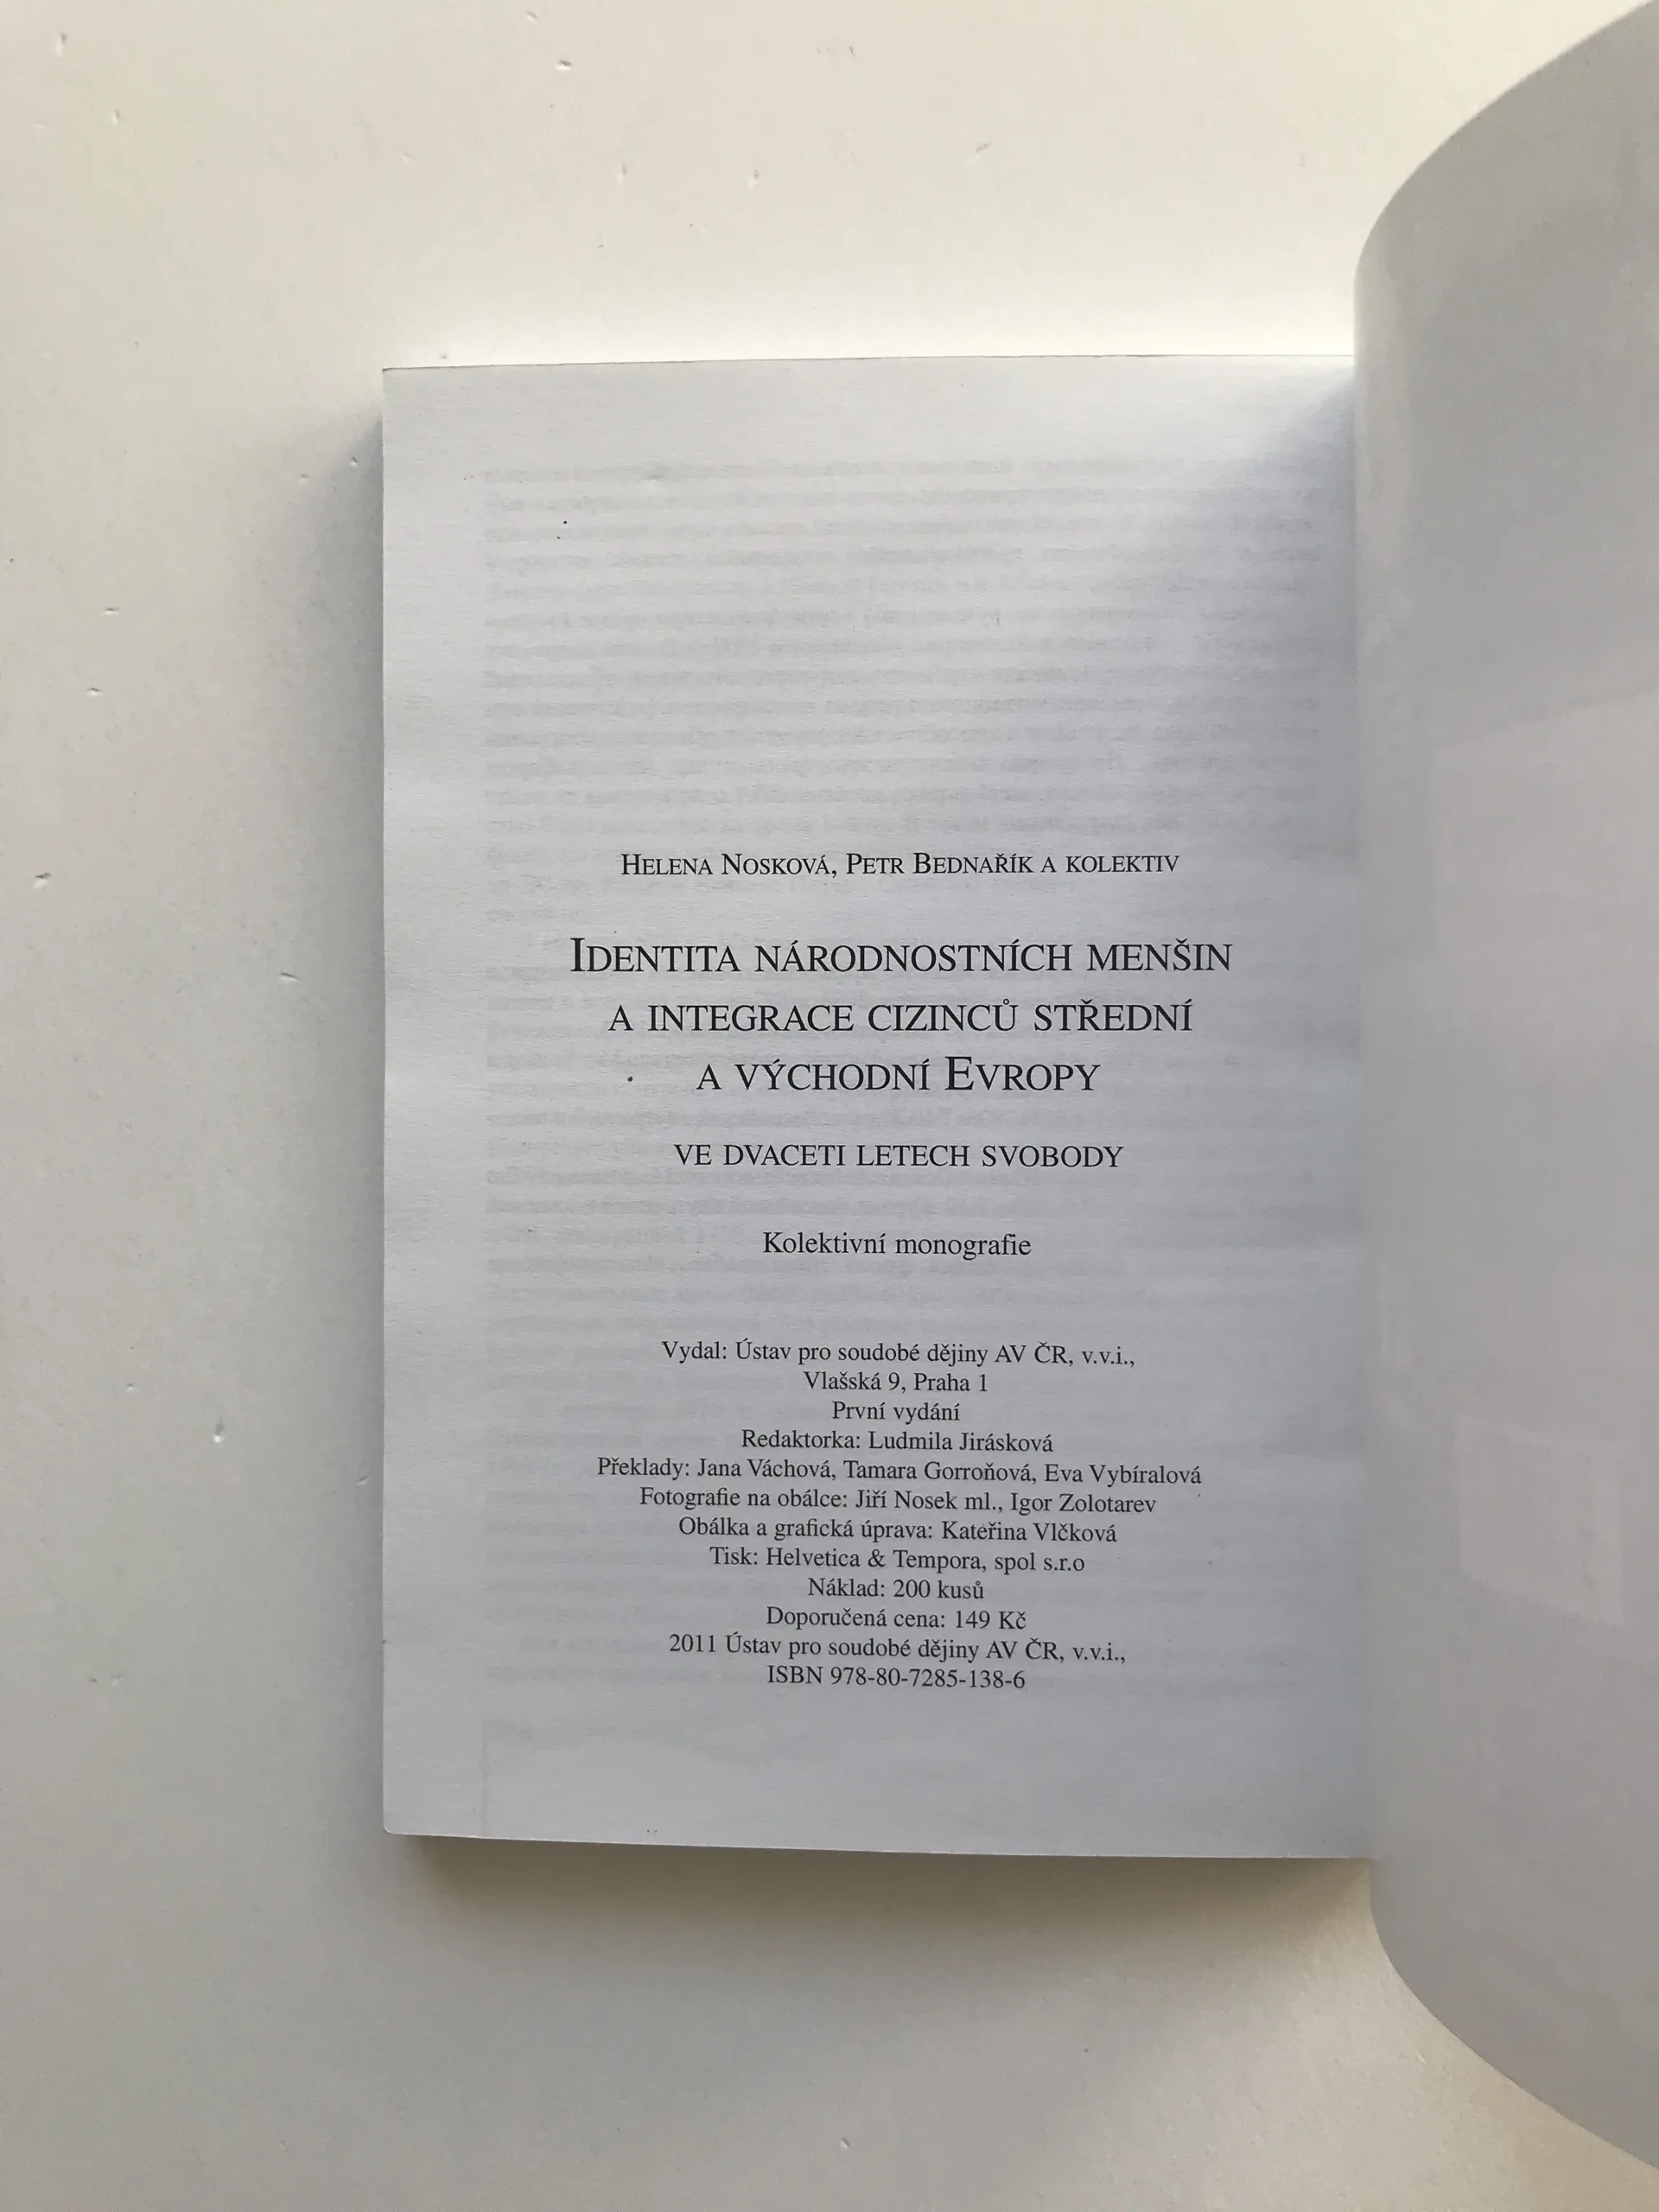 Helena Nosková, Petr Bednařík a kolektiv
Identita národnostních menšin
a integrace cizinců střední
a východní Evropy
ve dvaceti letech svobody
Kolektivní monografie
Vydal: Ústav pro soudobé dějiny AV ČR, v.v.i.,
Vlašská 9, Praha 1
První vydání
Redaktorka: Ludmila Jirásková
Překlady: Jana Váchová, Tamara Gorroňová, Eva Vybíralová
Fotografie na obálce: Jiří Nosek ml., Igor Zolotarev
Obálka a grafická úprava: Kateřina Vlčková
Tisk: Helvetica & Tempora, spol s.r.o
Náklad: 200 kusů
Doporučená cena: 149 Kč
2011 Ústav pro soudobé dějiny AV ČR, v.v.i.,
ISBN 978-80-7285-138-6